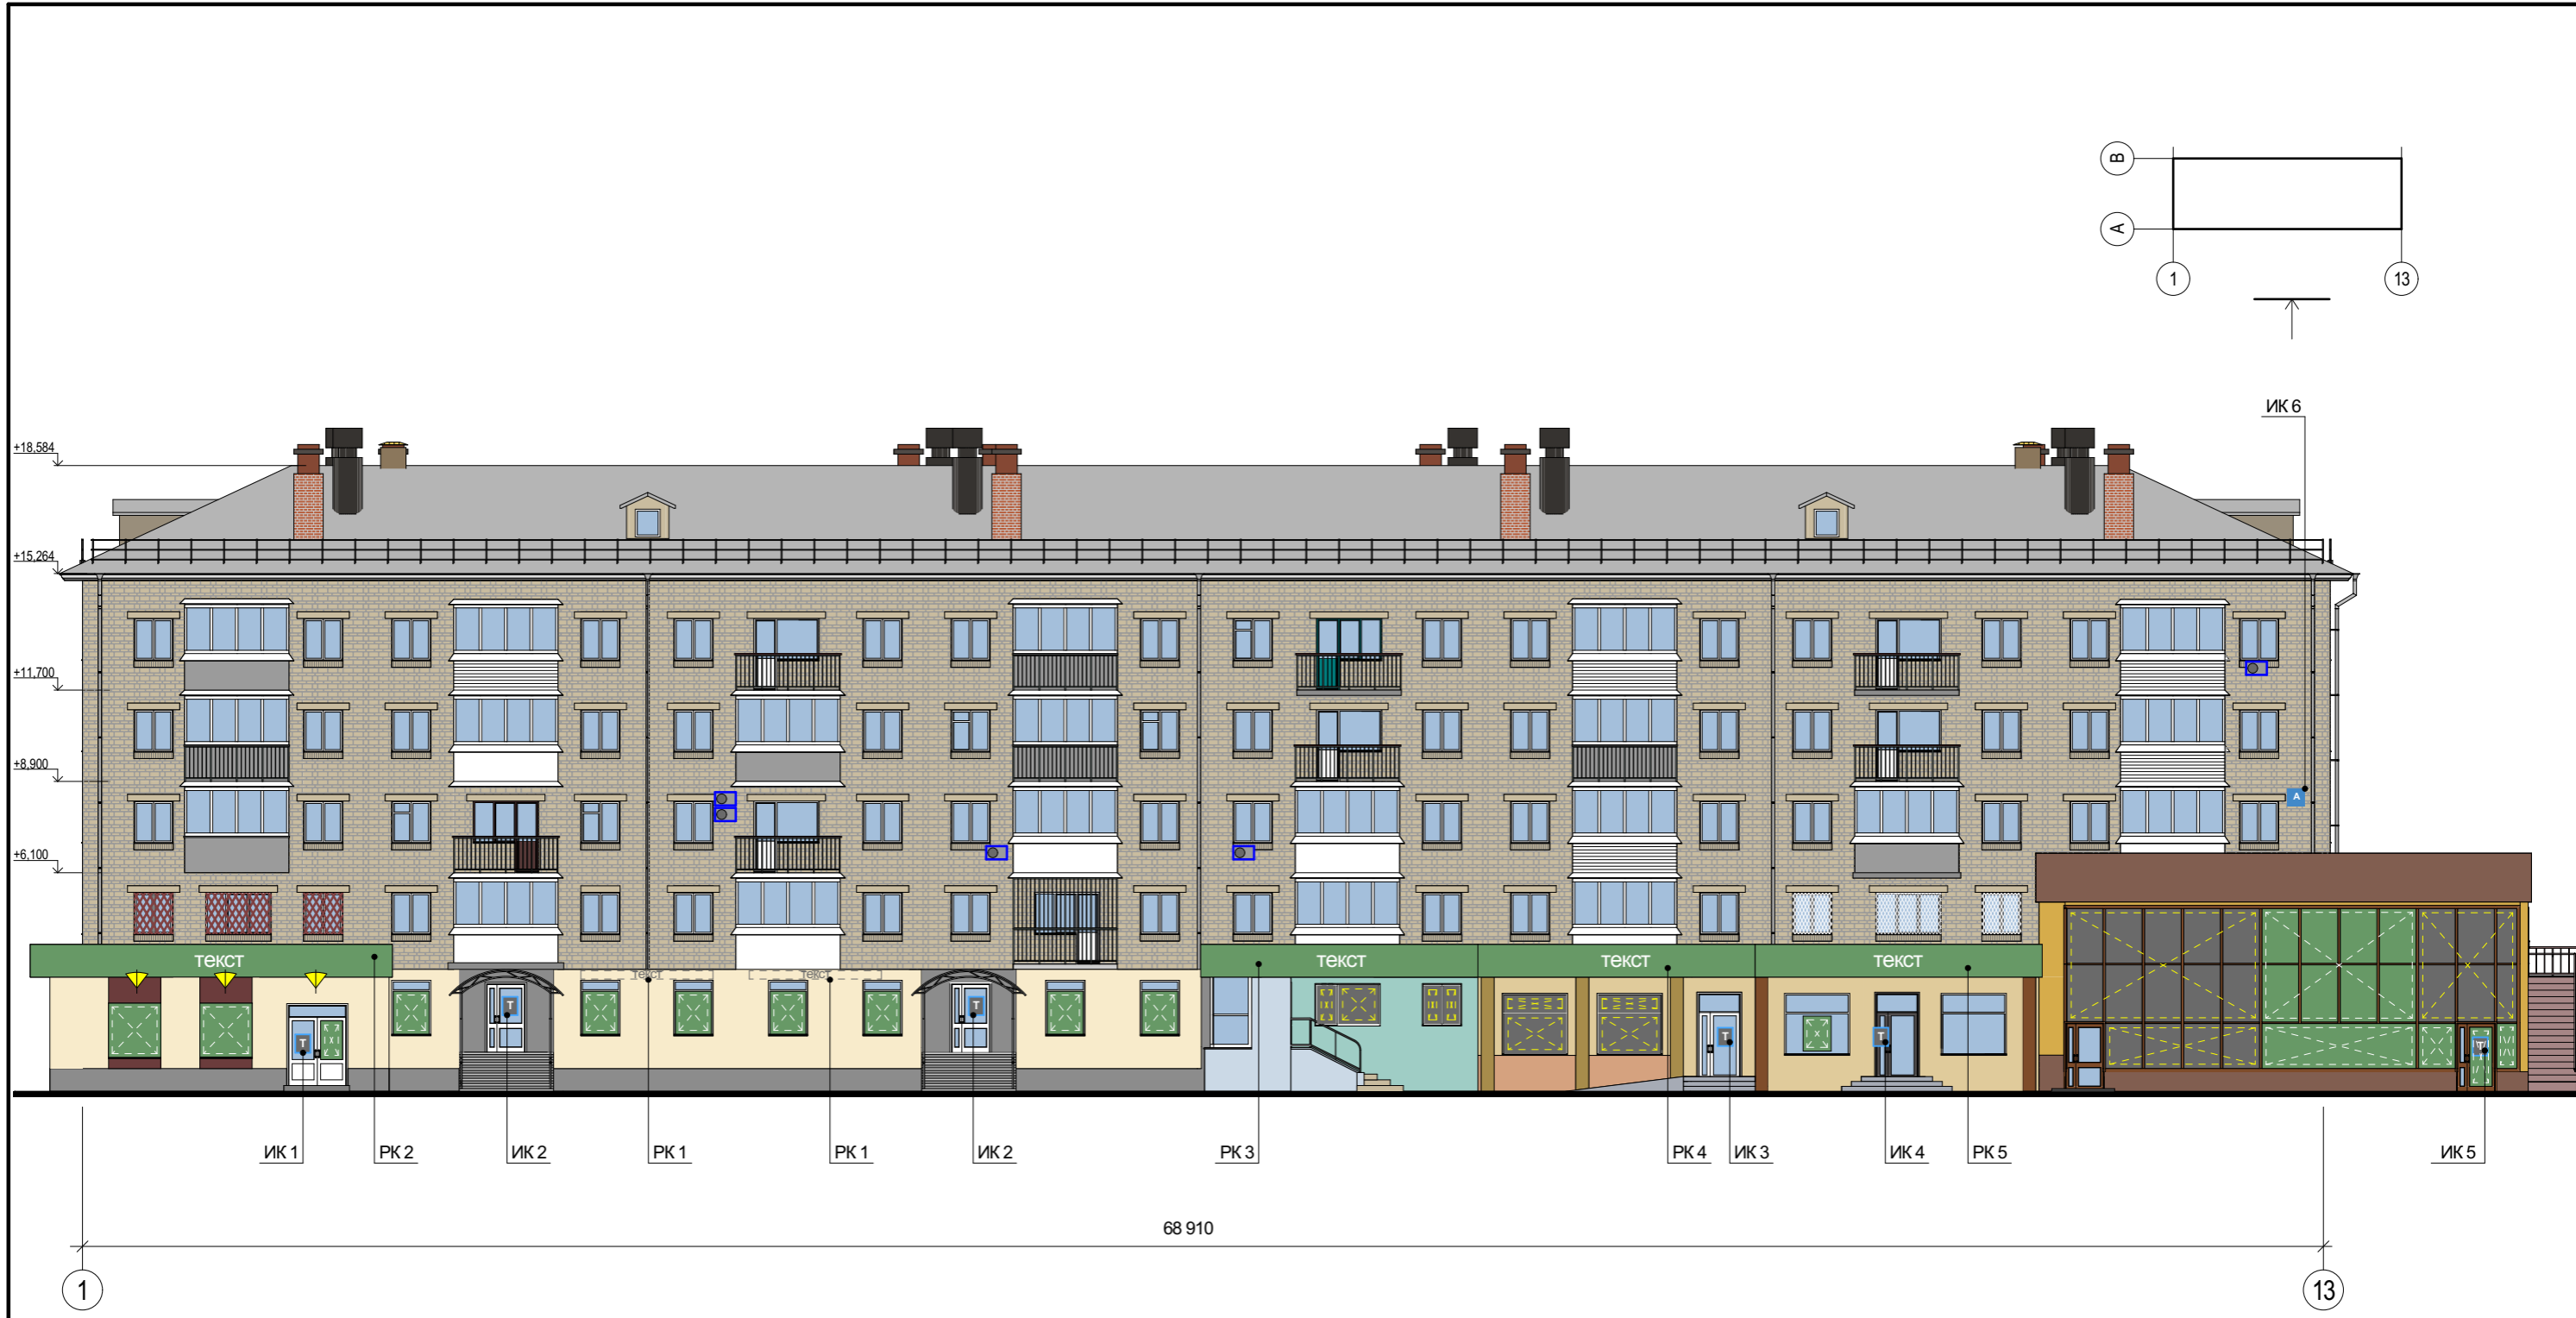 В
А
1
13
ИК 6
+18,584
+15,264
+11,700
+8,900
А
+6,100
текст
текст
текст
текст
текст
текст
Т
Т
Т
Т
Т
Т
ИК 1
РК 2
ИК 2
РК 1
РК 1
ИК 2
РК 3
РК 4
ИК 3
ИК 4
РК 5
ИК 5
68 910
1
13